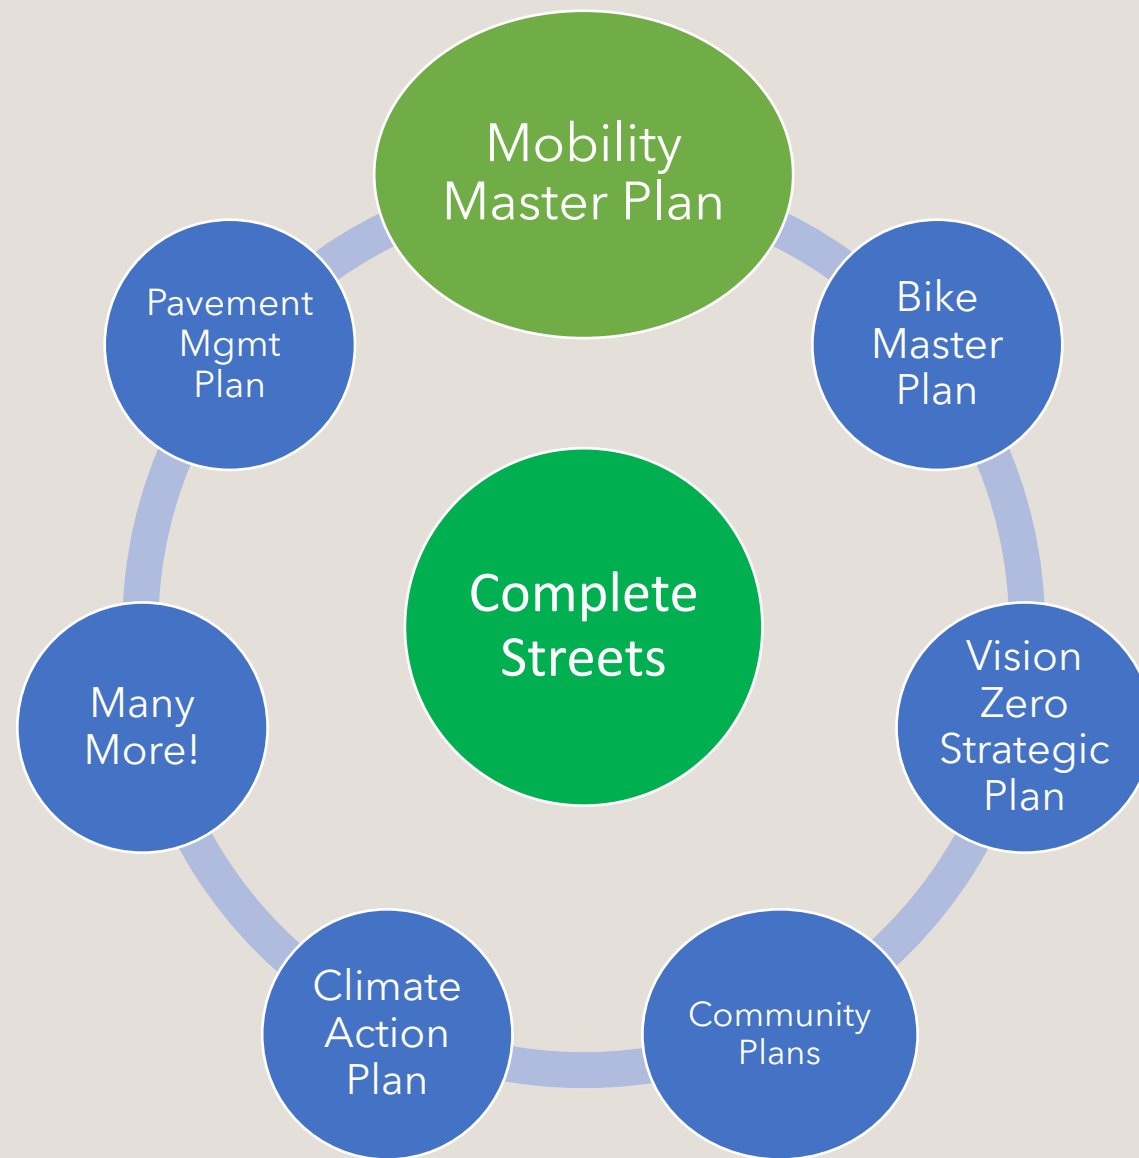 Mobility
Master Plan
Bike
Master
Plan
Vision
Zero
Strategic
Plan
Community
Plans
Climate
Action
Plan
Many
More!
Pavement
Mgmt
Plan
Complete
Streets